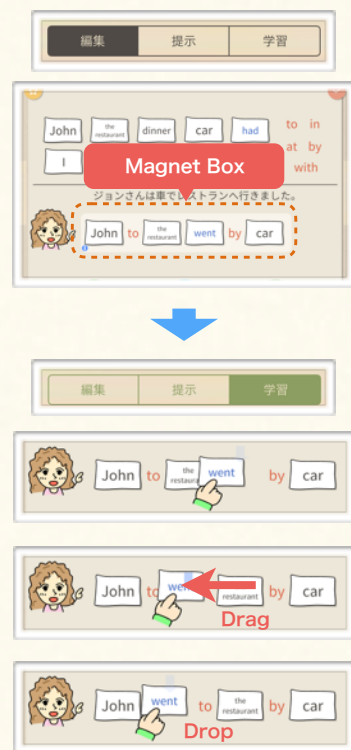 編集 提示 学習
John the restaurant dinner car had to in
at by
I with
Magnet Box
ジョンさんは車でレストランへ行きました。
John to the restaurant went by car
編集 提示 学習
John to the went by car
John to restaurant by car
Drag
John went to the restaurant by car
Drop